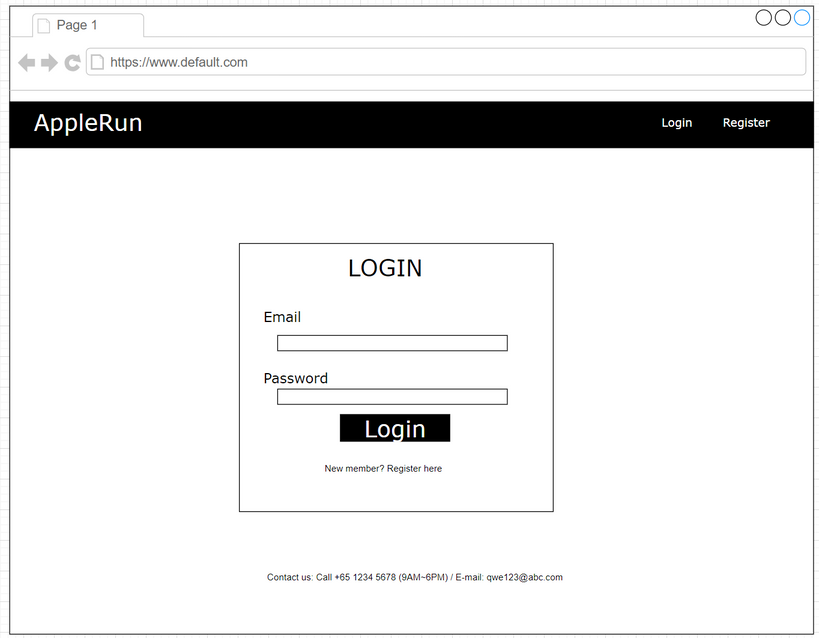 Page 1
https://www.default.com
AppleRun Login Register
LOGIN
Email
Password
Login
New member? Register here
Contact us: Call +65 1234 5678 (9AM~6PM) / E-mail: qwe123@abc.com